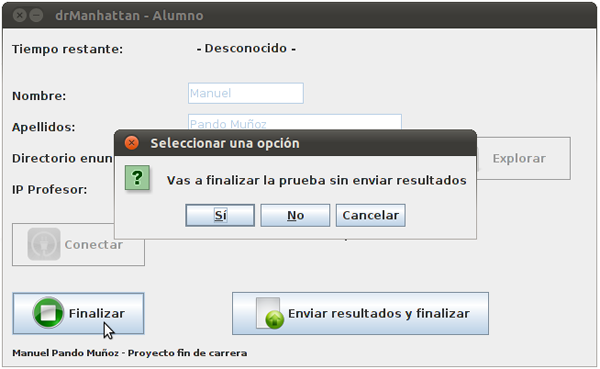 drManhattan - Alumno
Tiempo restante: - Desconocido -
Nombre: Manuel
Apellidos: Pando Muñoz
Seleccionar una opción
Directorio enun Explorar
Vas a finalizar la prueba sin enviar resultados
IP Profesor:
Sí No Cancelar
Conectar
Finalizar Enviar resultados y finalizar
Manuel Pando Muñoz - Proyecto fin de carrera